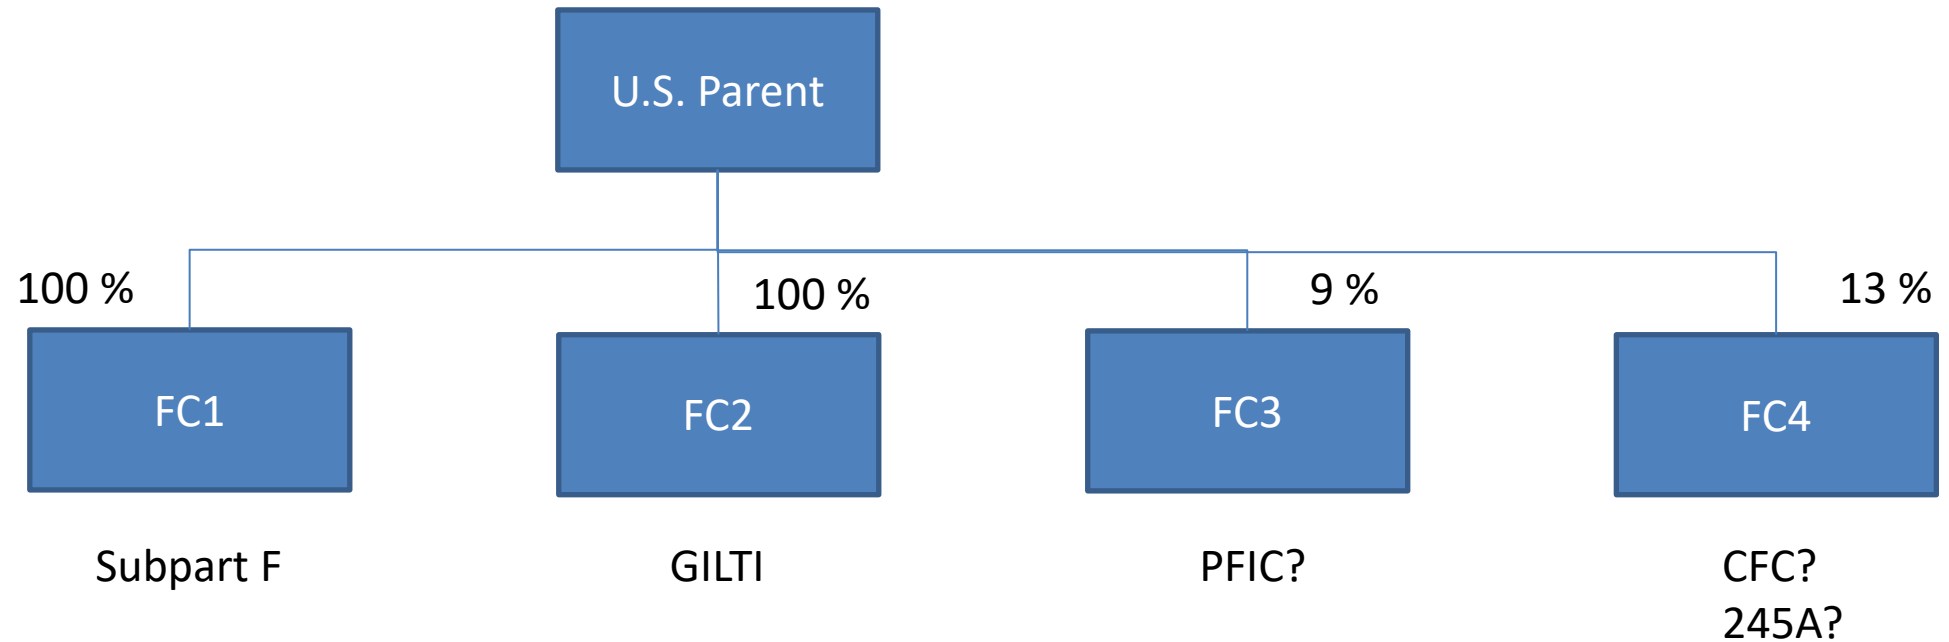 U.S. Parent
100 %
100 %
9 %
13 %
FC1
FC2
FC3
FC4
Subpart F
GILTI
PFIC?
CFC?
245A?